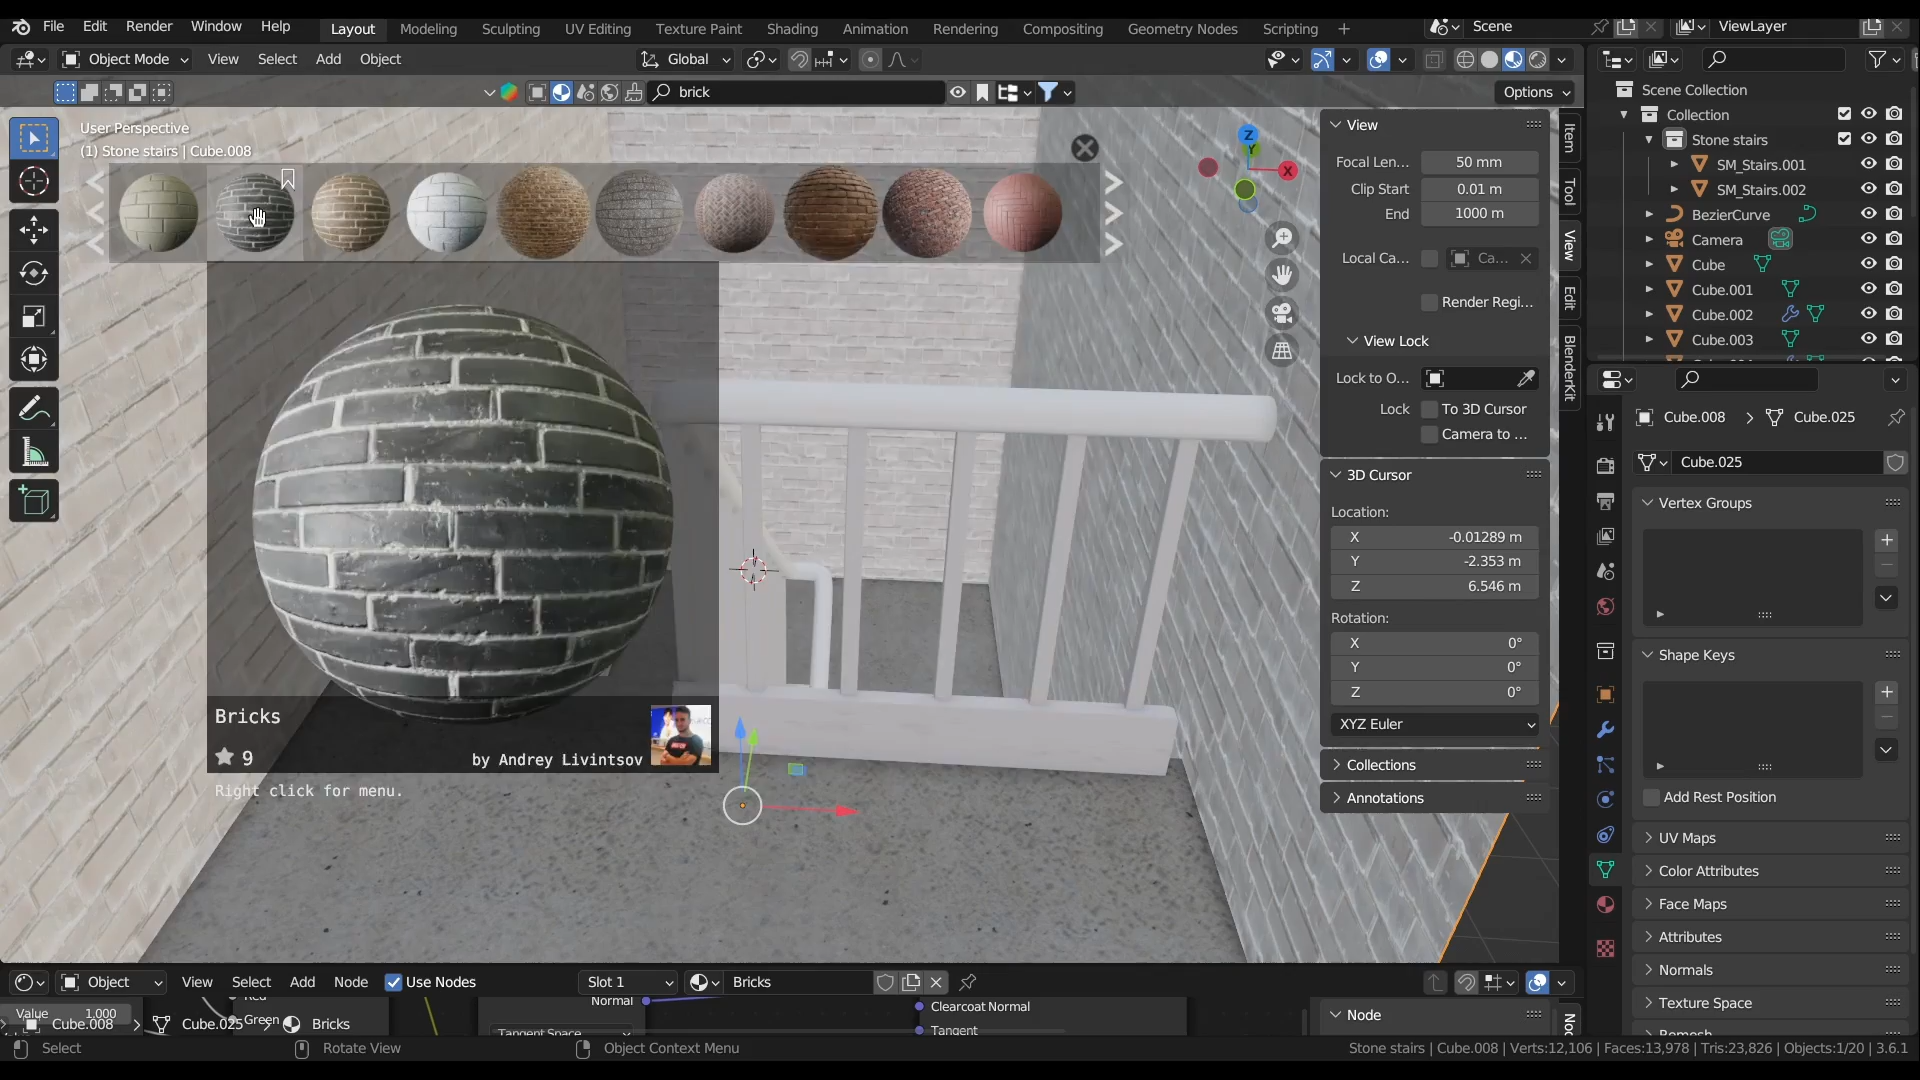 File Edit Render Window Help Layout Modeling Sculpting UV Editing Texture Paint Shading Animation Rendering Compositing Geometry Nodes Scripting + Scene ViewLayer
Object Mode View Select Add Object Global
brick Options
User Perspective
(1) Stone stairs | Cube.008
Z
Y
X
Bricks
9
by Andrey Livintsov
Right click for menu.
View
Focal Len... 50 mm
Clip Start 0.01 m
End 1000 m
Local Ca... Ca...
Render Regi...
View Lock
Lock to O...
Lock To 3D Cursor
Camera to ...
3D Cursor
Location:
X -0.01289 m
Y -2.353 m
Z 6.546 m
Rotation:
X 0°
Y 0°
Z 0°
XYZ Euler
Collections
Annotations
Item
Tool
View
Edit
BlenderKit
Scene Collection
Collection
Stone stairs
SM_Stairs.001
SM_Stairs.002
BezierCurve
Camera
Cube
Cube.001
Cube.002
Cube.003
Cube.008 > Cube.025
Cube.025
Vertex Groups
Shape Keys
Add Rest Position
UV Maps
Color Attributes
Face Maps
Attributes
Normals
Texture Space
Remesh
Object View Select Add Node Use Nodes Slot 1 Bricks
Value 1.000
Green
Normal
Tangent Space
Clearcoat Normal
Tangent
Node
Cube.008 > Cube.025 > Bricks
Select Rotate View Object Context Menu
Stone stairs | Cube.008 | Verts:12,106 | Faces:13,978 | Tris:23,826 | Objects:1/20 | 3.6.1